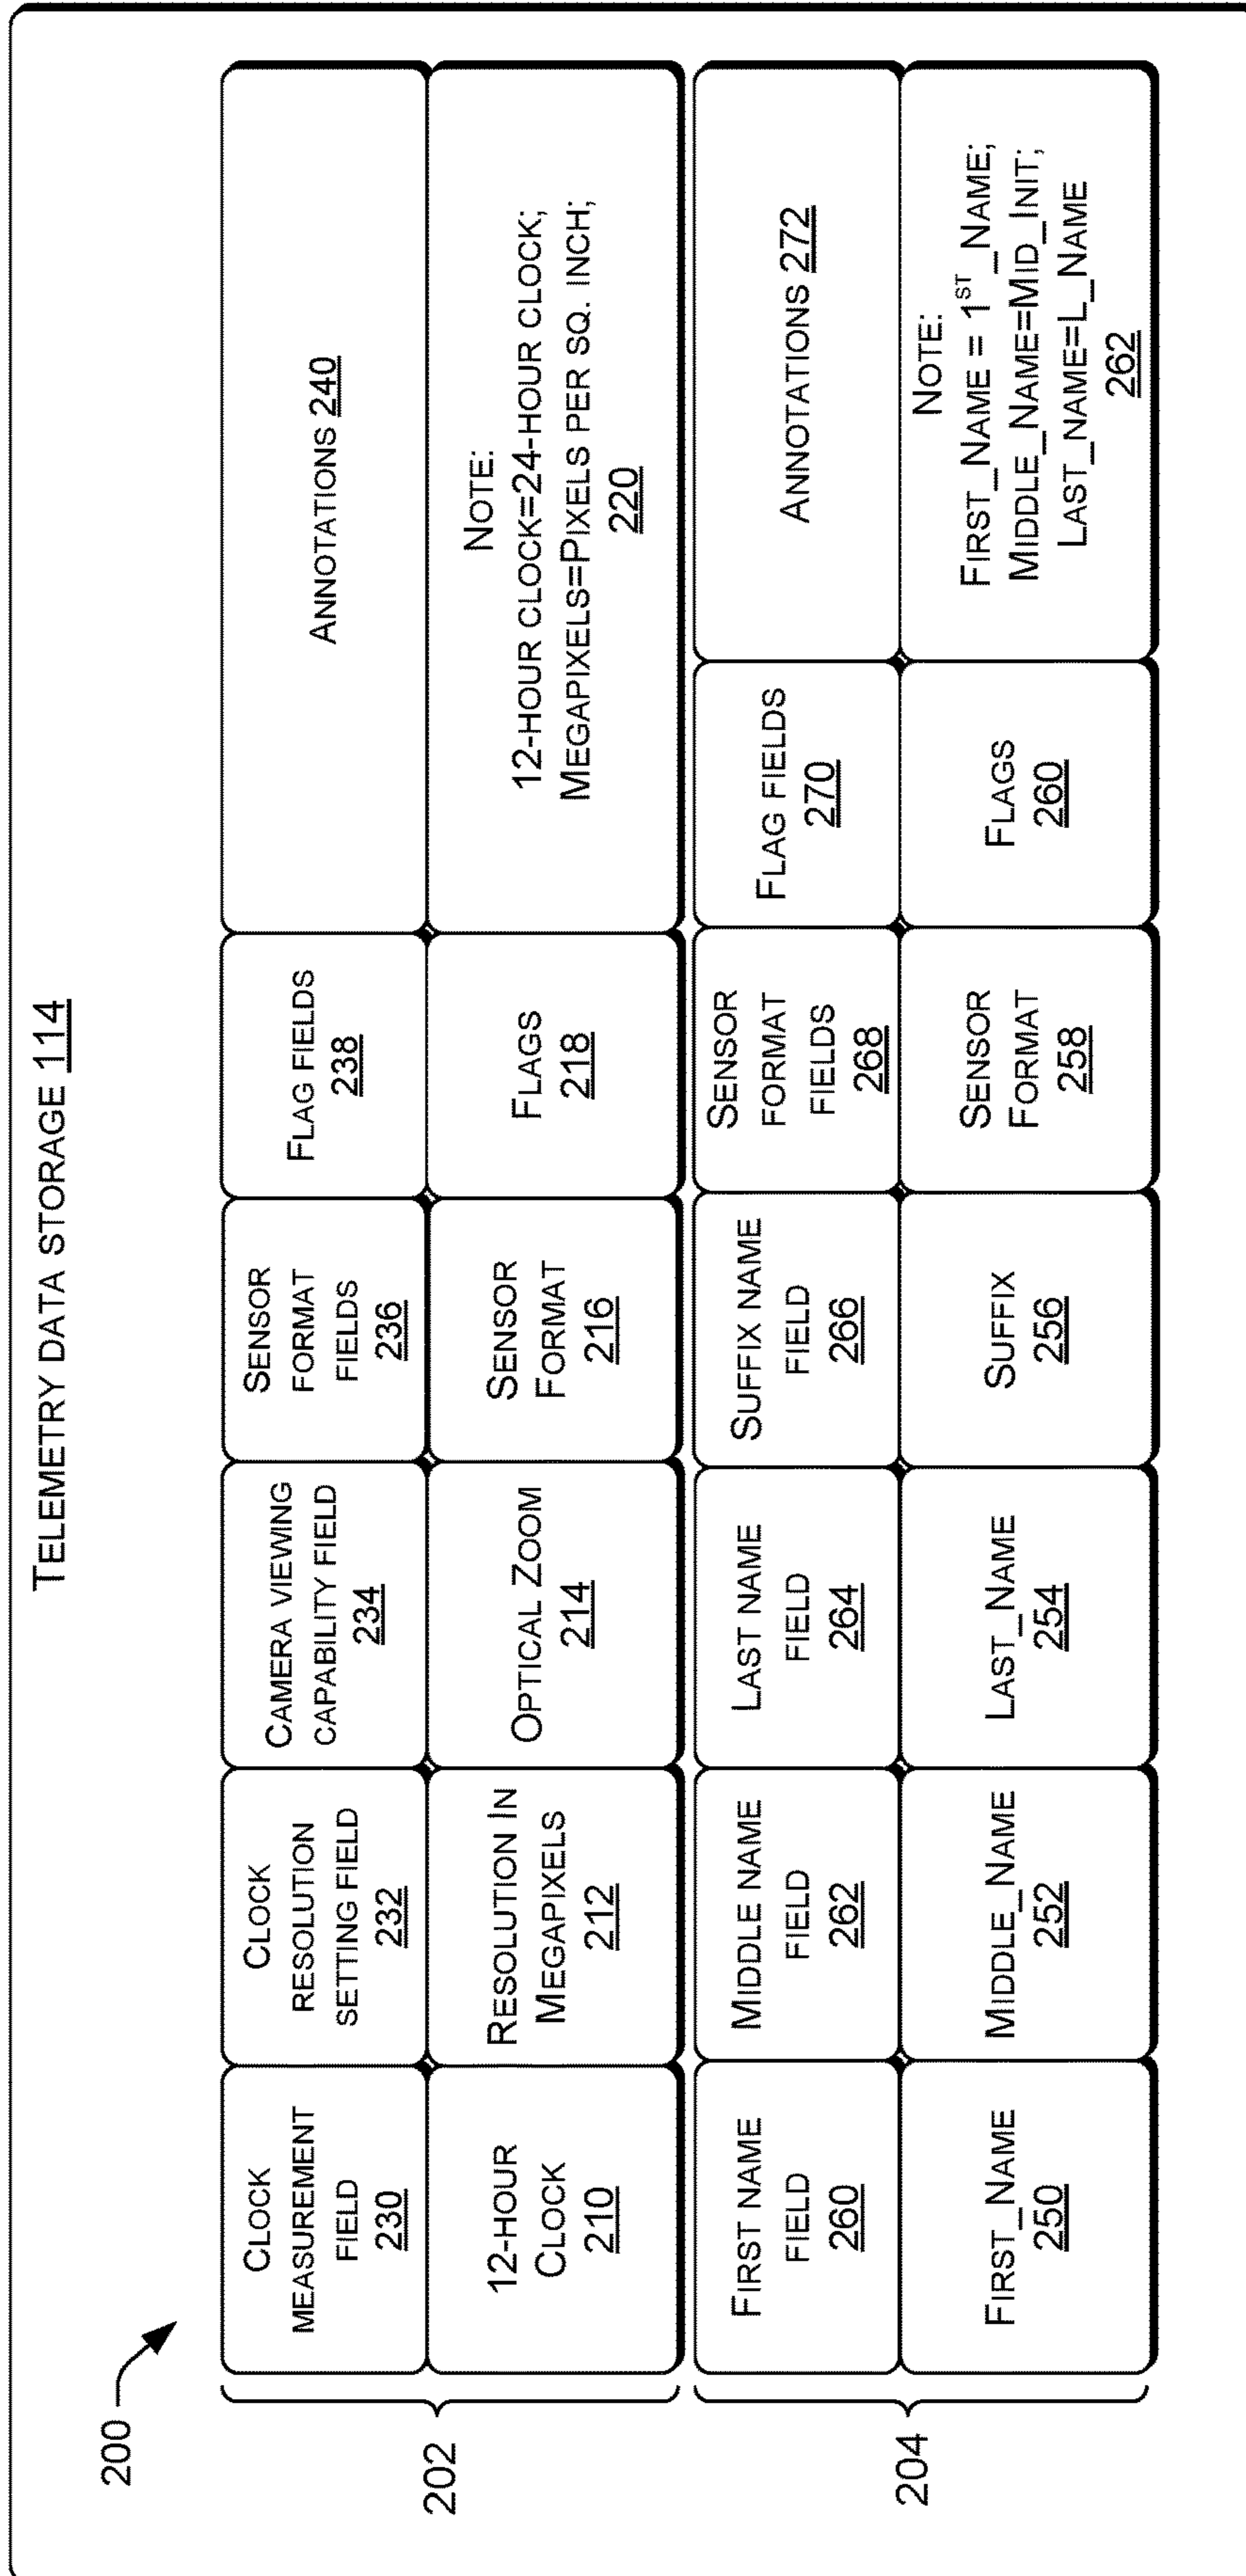 TELEMETRY DATA STORAGE 114
200
202
CLOCK
MEASUREMENT
FIELD
230
CLOCK
RESOLUTION
SETTING FIELD
232
CAMERA VIEWING
CAPABILITY FIELD
234
SENSOR
FORMAT
FIELDS
236
FLAG FIELDS
238
ANNOTATIONS 240
12-HOUR
CLOCK
210
RESOLUTION IN
MEGAPIXELS
212
OPTICAL ZOOM
214
SENSOR
FORMAT
216
FLAGS
218
NOTE:
12-HOUR CLOCK=24-HOUR CLOCK;
MEGAPIXELS=PIXELS PER SQ. INCH;
220
204
FIRST NAME
FIELD
260
MIDDLE NAME
FIELD
262
LAST NAME
FIELD
264
SUFFIX NAME
FIELD
266
SENSOR
FORMAT
FIELDS
268
FLAG FIELDS
270
ANNOTATIONS 272
FIRST_NAME
250
MIDDLE_NAME
252
LAST_NAME
254
SUFFIX
256
SENSOR
FORMAT
258
FLAGS
260
NOTE:
FIRST_NAME = 1ST_NAME;
MIDDLE_NAME=MID_INIT;
LAST_NAME=L_NAME
262